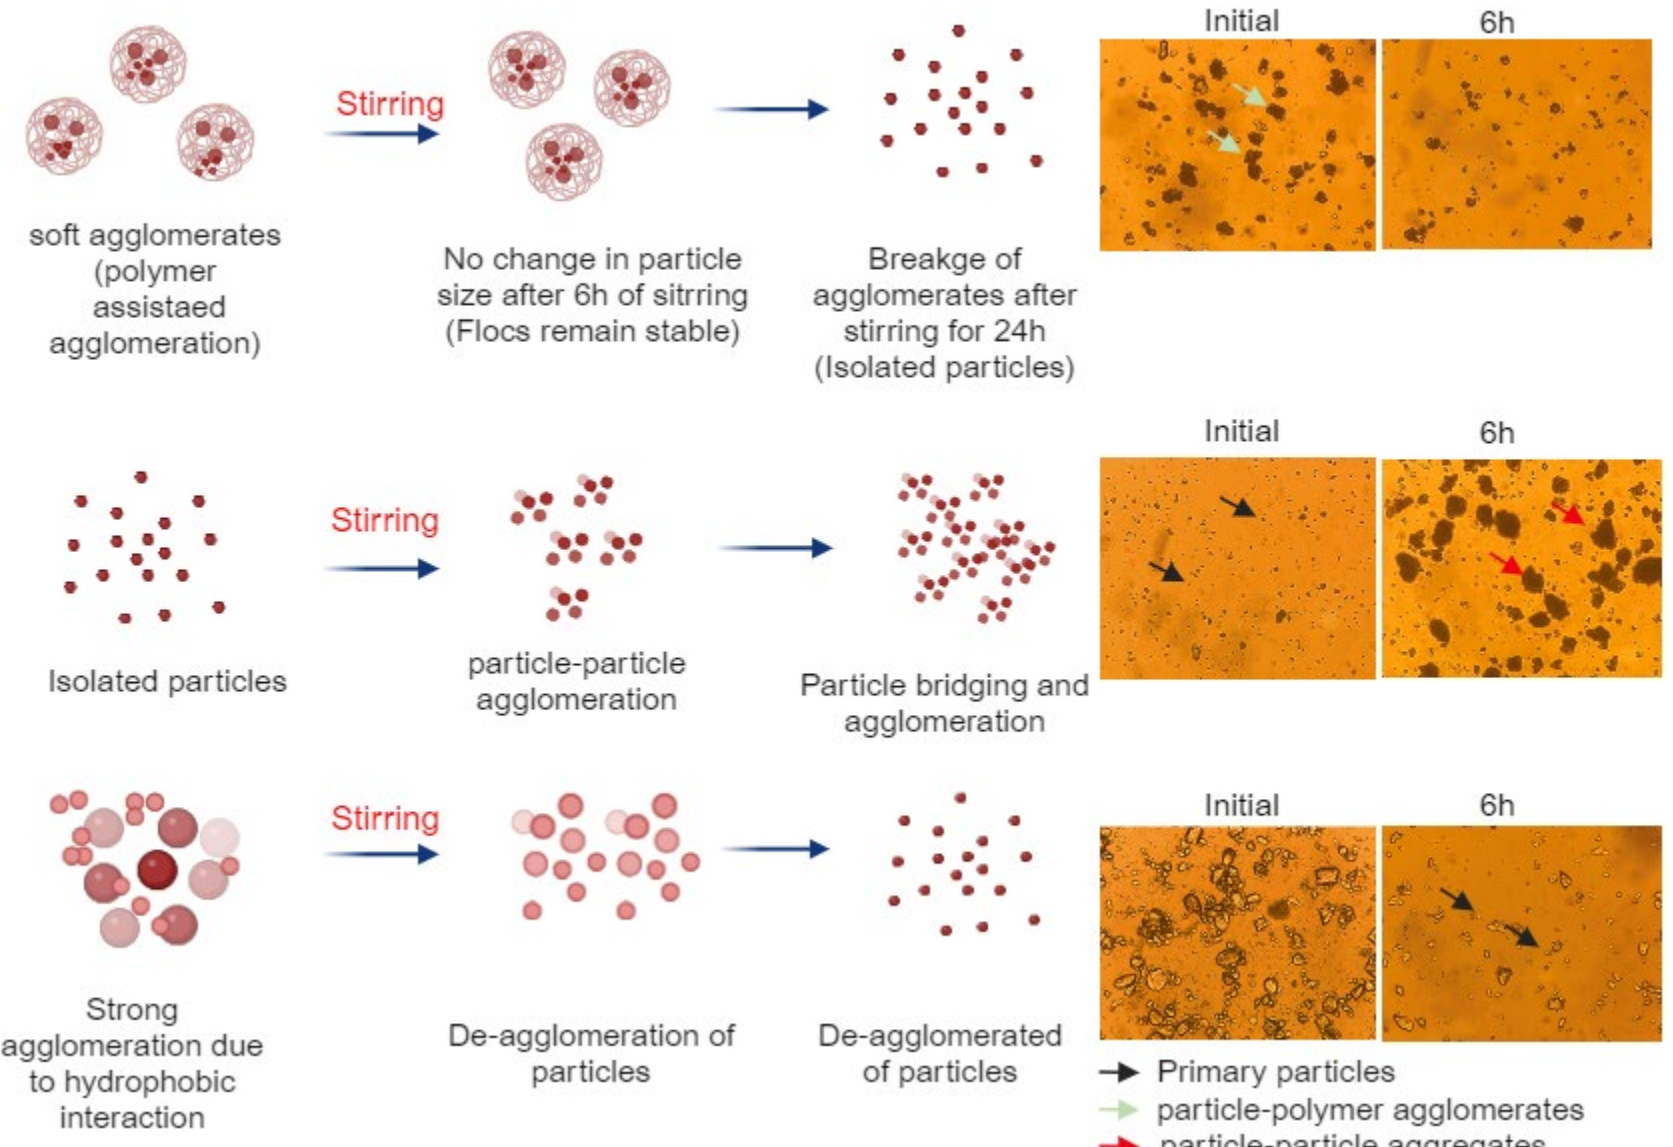 Initial
6h
Stirring
soft agglomerates
(polymer
assistaed
agglomeration)
No change in particle
size after 6h of sitrring
(Flocs remain stable)
Breakge of
agglomerates after
stirring for 24h
(Isolated particles)
Initial
6h
Stirring
Isolated particles
particle-particle
agglomeration
Particle bridging and
agglomeration
Initial
6h
Stirring
Strong
agglomeration due
to hydrophobic
interaction
De-agglomeration of
particles
De-agglomerated
of particles
Primary particles
particle-polymer agglomerates
particle-particle aggregates